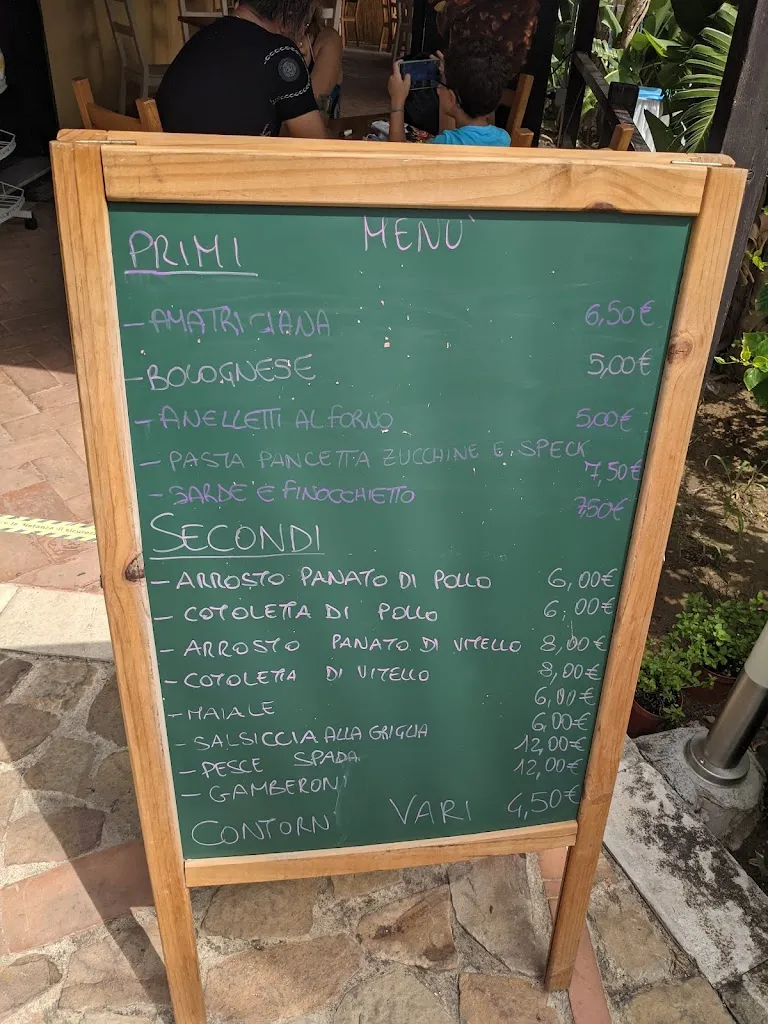 MENU'
PRIMI
- AMATRICIANA 6,50€
- BOLOGNESE 5,00€
- ANELLETTI AL FORNO 5,00€
- PASTA PANCETTA ZUCCHINE E SPECK 7,50€
- SARDE E FINOCCHIETTO 7,50€
SECONDI
- ARROSTO PANATO DI POLLO 6,00€
- COTOLETTA DI POLLO 6,00€
- ARROSTO PANATO DI VITELLO 8,00€
- COTOLETTA DI VITELLO 8,00€
- MAIALE 6,00€
- SALSICCIA ALLA GRIGLIA 6,00€
- PESCE SPADA 12,00€
- GAMBERONI 12,00€
CONTORNI VARI 4,50€